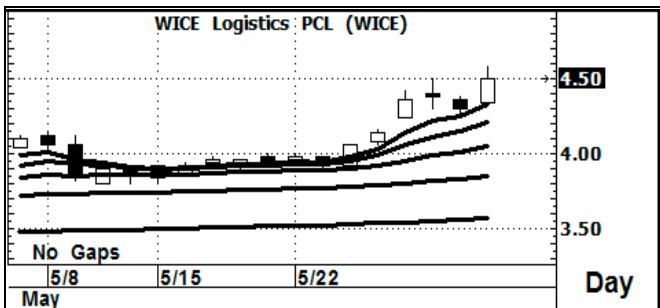 WICE Logistics PCL (WICE)
4.50
4.00
3.50
No Gaps
5/8 5/15 5/22
May
Day